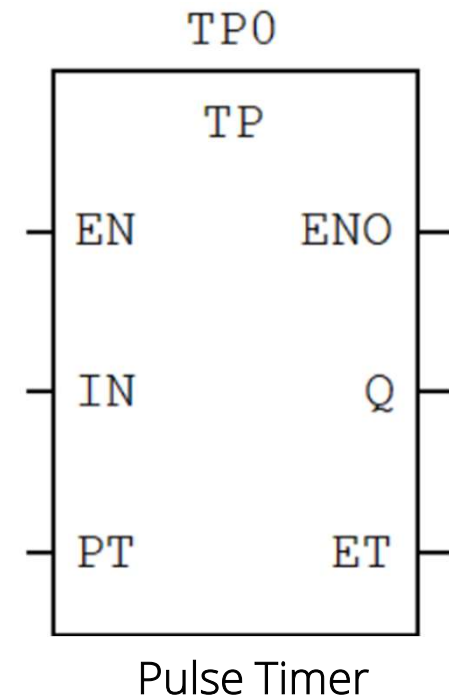 TP0
TP
EN ENO
IN Q
PT ET
Pulse Timer